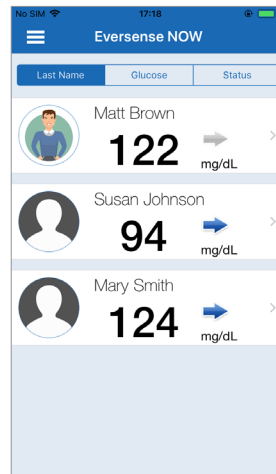 No SIM 17:18
Eversense NOW
Last Name Glucose Status
Matt Brown
122 mg/dL
Susan Johnson
94 mg/dL
Mary Smith
124 mg/dL